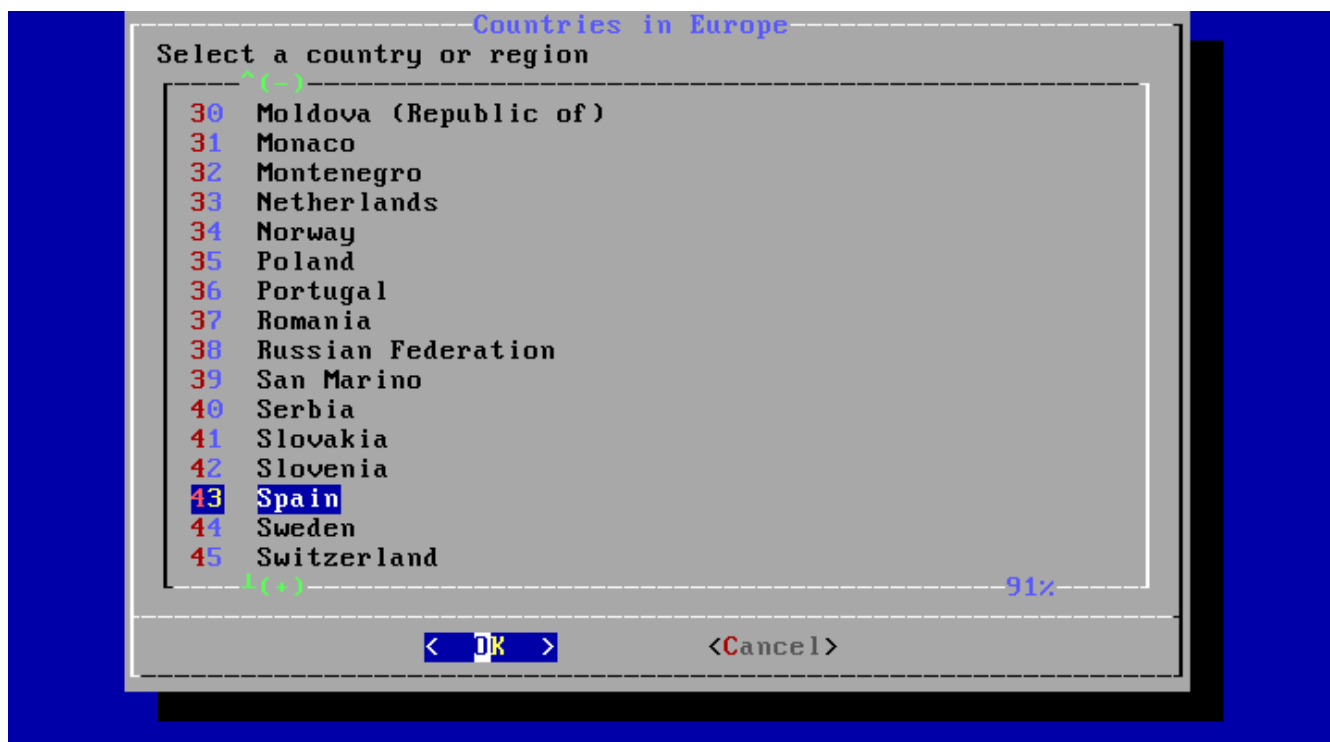 Countries in Europe
Select a country or region
^(-)
30 Moldova (Republic of)
31 Monaco
32 Montenegro
33 Netherlands
34 Norway
35 Poland
36 Portugal
37 Romania
38 Russian Federation
39 San Marino
40 Serbia
41 Slovakia
42 Slovenia
43 Spain
44 Sweden
45 Switzerland
┴(+) 91%
< OK > <Cancel>